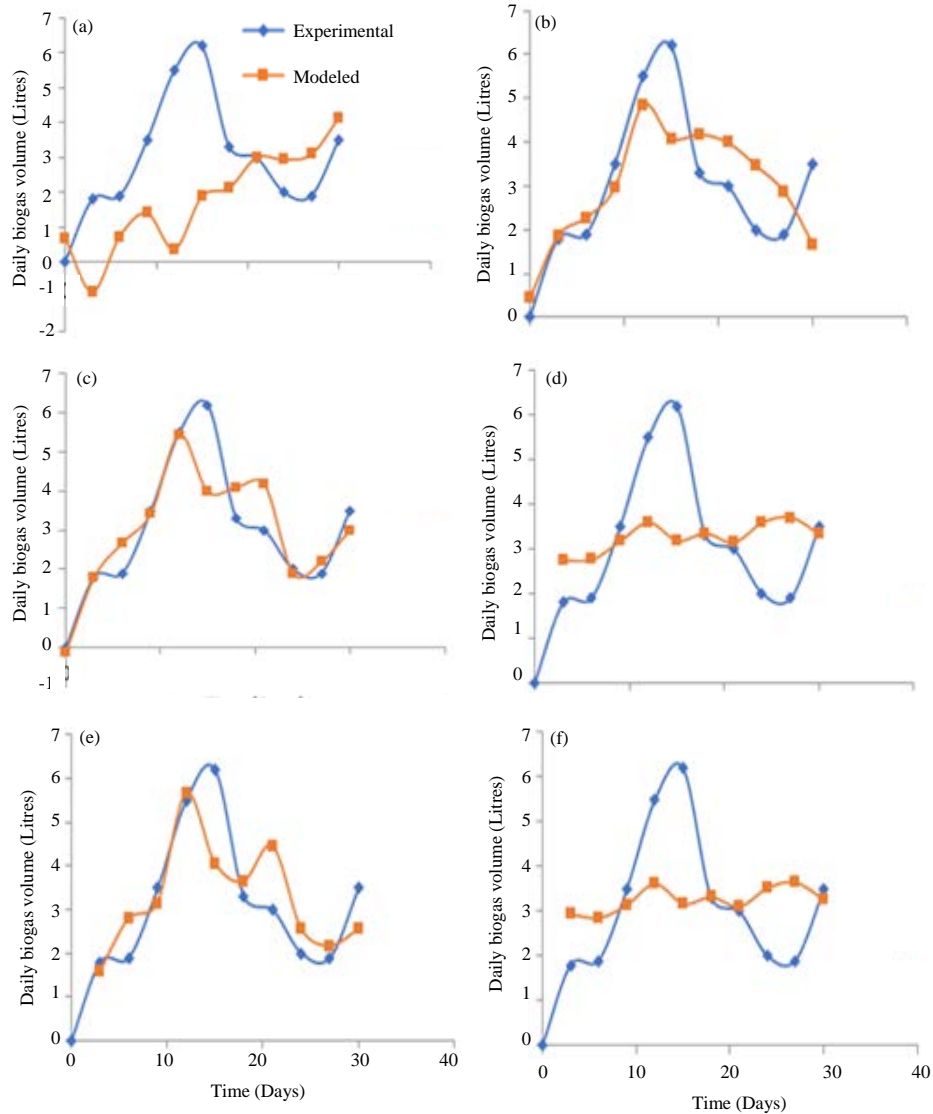 (a)
Experimental
Modeled
7
6
5
4
3
2
1
0
-1
-2
Daily biogas volume (Litres)
(b)
7
6
5
4
3
2
1
0
Daily biogas volume (Litres)
(c)
7
6
5
4
3
2
1
0
-1
Daily biogas volume (Litres)
(d)
7
6
5
4
3
2
1
0
Daily biogas volume (Litres)
(e)
7
6
5
4
3
2
1
0
Daily biogas volume (Litres)
0 10 20 30 40
Time (Days)
(f)
7
6
5
4
3
2
1
0
Daily biogas volume (Litres)
0 10 20 30 40
Time (Days)